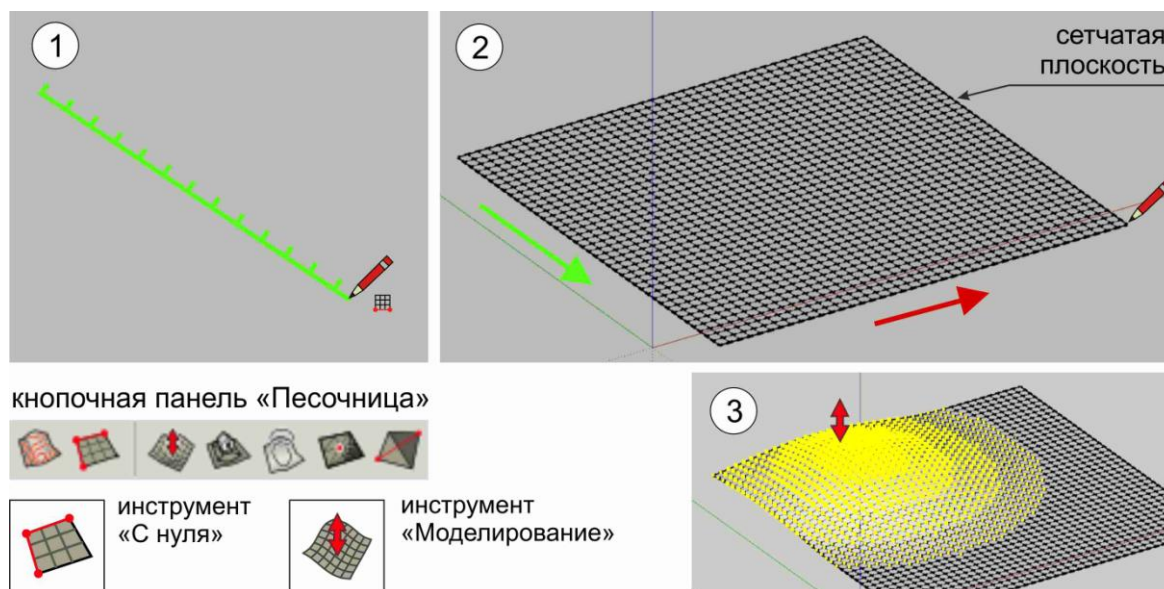 1
2
сетчатая
плоскость
кнопочная панель «Песочница»
инструмент
«С нуля»
инструмент
«Моделирование»
3